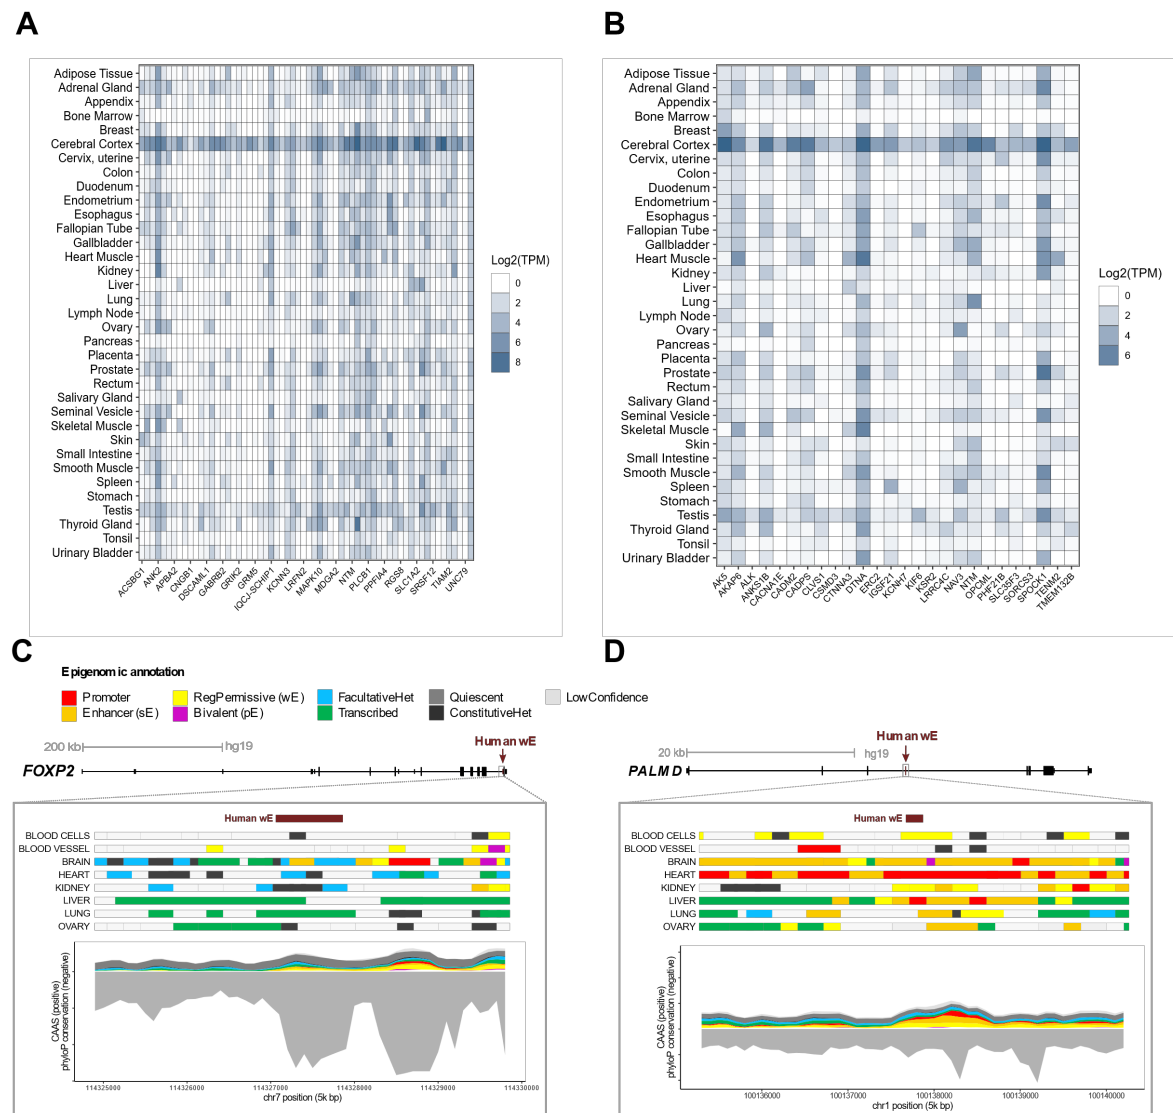 A
B
Adipose Tissue
Adrenal Gland
Appendix
Bone Marrow
Breast
Cerebral Cortex
Cervix, uterine
Colon
Duodenum
Endometrium
Esophagus
Fallopian Tube
Gallbladder
Heart Muscle
Kidney
Liver
Lung
Lymph Node
Ovary
Pancreas
Placenta
Prostate
Rectum
Salivary Gland
Seminal Vesicle
Skeletal Muscle
Skin
Small Intestine
Smooth Muscle
Spleen
Stomach
Testis
Thyroid Gland
Tonsil
Urinary Bladder
ACSBG1
ANK2
APBA2
CNGB1
DSCAML1
GABRB2
GRIK2
GRM5
IQCJ-SCHIP1
KCNN3
LRFN2
MAPK10
MDGA2
NTM
PLCB1
PPFIA4
RGS8
SLC1A2
SRSF12
TIAM2
UNC79
Log2(TPM)
0
2
4
6
8
Adipose Tissue
Adrenal Gland
Appendix
Bone Marrow
Breast
Cerebral Cortex
Cervix, uterine
Colon
Duodenum
Endometrium
Esophagus
Fallopian Tube
Gallbladder
Heart Muscle
Kidney
Liver
Lung
Lymph Node
Ovary
Pancreas
Placenta
Prostate
Rectum
Salivary Gland
Seminal Vesicle
Skeletal Muscle
Skin
Small Intestine
Smooth Muscle
Spleen
Stomach
Testis
Thyroid Gland
Tonsil
Urinary Bladder
AK5
AKAP6
ALK
ANKS1B
CACNA1E
CADM2
CADPS
CLVS1
CSMD3
CTNNA3
DTNA
ERC2
IGSF21
KCNH7
KIF6
KSR2
LRRC4C
NAV3
NTM
OPCML
PHF21B
SLC35F3
SORCS3
SPOCK1
TENM2
TMEM132B
Log2(TPM)
0
2
4
6
C
D
Epigenomic annotation
Promoter
RegPermissive (wE)
FacultativeHet
Quiescent
LowConfidence
Enhancer (sE)
Bivalent (pE)
Transcribed
ConstitutiveHet
200 kb
hg19
Human wE
FOXP2
Human wE
BLOOD CELLS
BLOOD VESSEL
BRAIN
HEART
KIDNEY
LIVER
LUNG
OVARY
CAAS (positive)
phyloP conservation (negative)
114325000
114326000
114327000
114328000
114329000
114330000
chr7 position (5k bp)
20 kb
hg19
Human wE
PALMD
Human wE
BLOOD CELLS
BLOOD VESSEL
BRAIN
HEART
KIDNEY
LIVER
LUNG
OVARY
CAAS (positive)
phyloP conservation (negative)
100136000
100137000
100138000
100139000
100140000
chr1 position (5k bp)